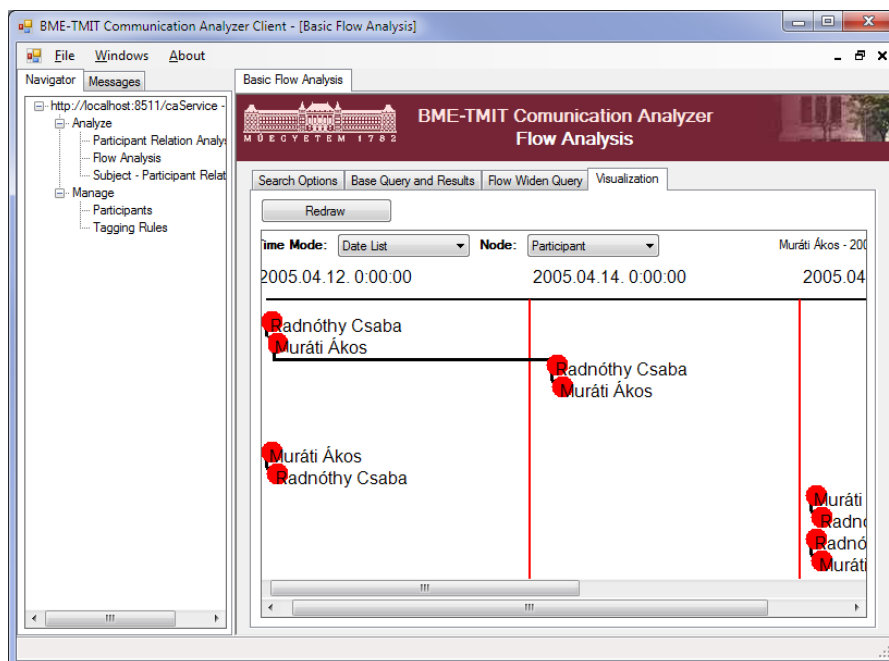 BME-TMIT Communication Analyzer Client - [Basic Flow Analysis]
File Windows About
Navigator Messages
http://localhost:8511/caService -
Analyze
Participant Relation Analy
Flow Analysis
Subject - Participant Relat
Manage
Participants
Tagging Rules
Basic Flow Analysis
MŰEGYETEM 1782
BME-TMIT Comunication Analyzer
Flow Analysis
Search Options Base Query and Results Flow Widen Query Visualization
Redraw
Time Mode: Date List Node: Participant Muráti Ákos - 200
2005.04.12. 0:00:00 2005.04.14. 0:00:00 2005.04
Radnóthy Csaba
Muráti Ákos
Radnóthy Csaba
Muráti Ákos
Muráti Ákos
Radnóthy Csaba
Muráti
Radnó
Radnó
Muráti